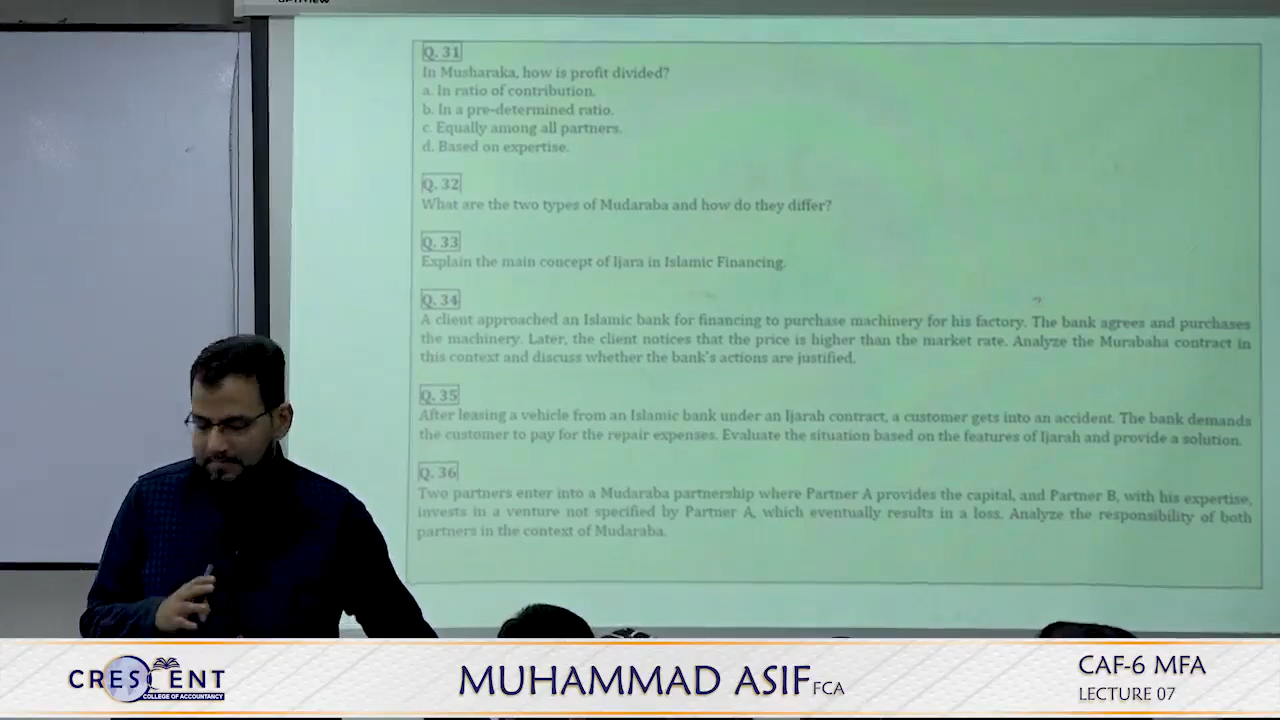 OPTIVIEW
Q. 31
In Musharaka, how is profit divided?
a. In ratio of contribution.
b. In a pre-determined ratio.
c. Equally among all partners.
d. Based on expertise.
Q. 32
What are the two types of Mudaraba and how do they differ?
Q. 33
Explain the main concept of Ijara in Islamic Financing.
Q. 34
A client approached an Islamic bank for financing to purchase machinery for his factory. The bank agrees and purchases
the machinery. Later, the client notices that the price is higher than the market rate. Analyze the Murabaha contract in
this context and discuss whether the bank's actions are justified.
Q. 35
After leasing a vehicle from an Islamic bank under an Ijarah contract, a customer gets into an accident. The bank demands
the customer to pay for the repair expenses. Evaluate the situation based on the features of Ijarah and provide a solution.
Q. 36
Two partners enter into a Mudaraba partnership where Partner A provides the capital, and Partner B, with his expertise,
invests in a venture not specified by Partner A, which eventually results in a loss. Analyze the responsibility of both
partners in the context of Mudaraba.
CRESCENT
COLLEGE OF ACCOUNTANCY
MUHAMMAD ASIF FCA
CAF-6 MFA
LECTURE 07